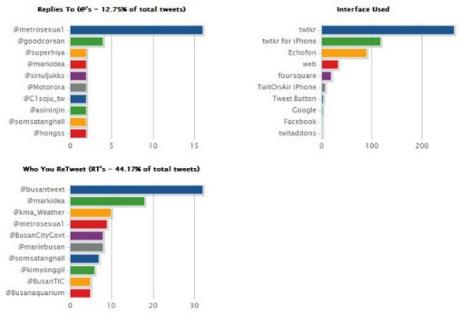 Replies To (@'s - 12.75% of total tweets)
@metrosexua1
@goodcorean
@superhiya
@markidea
@sinuljukks
@Motorora
@C1soju_tw
@aoininjin
@somsatanghall
@hongss
0
5
10
15
Interface Used
twtkr
twtkr for iPhone
Echofon
web
foursquare
TwitOnAir iPhone
Tweet Button
Google
Facebook
twitaddons
0
100
200
Who You ReTweet (RT's - 44.17% of total tweets)
@busantweet
@markidea
@kma_Weather
@metrosexua1
@BusanCityGovt
@mariebusan
@somsatanghall
@kimyonggil
@BusanTIC
@Busanaquarium
0
10
20
30